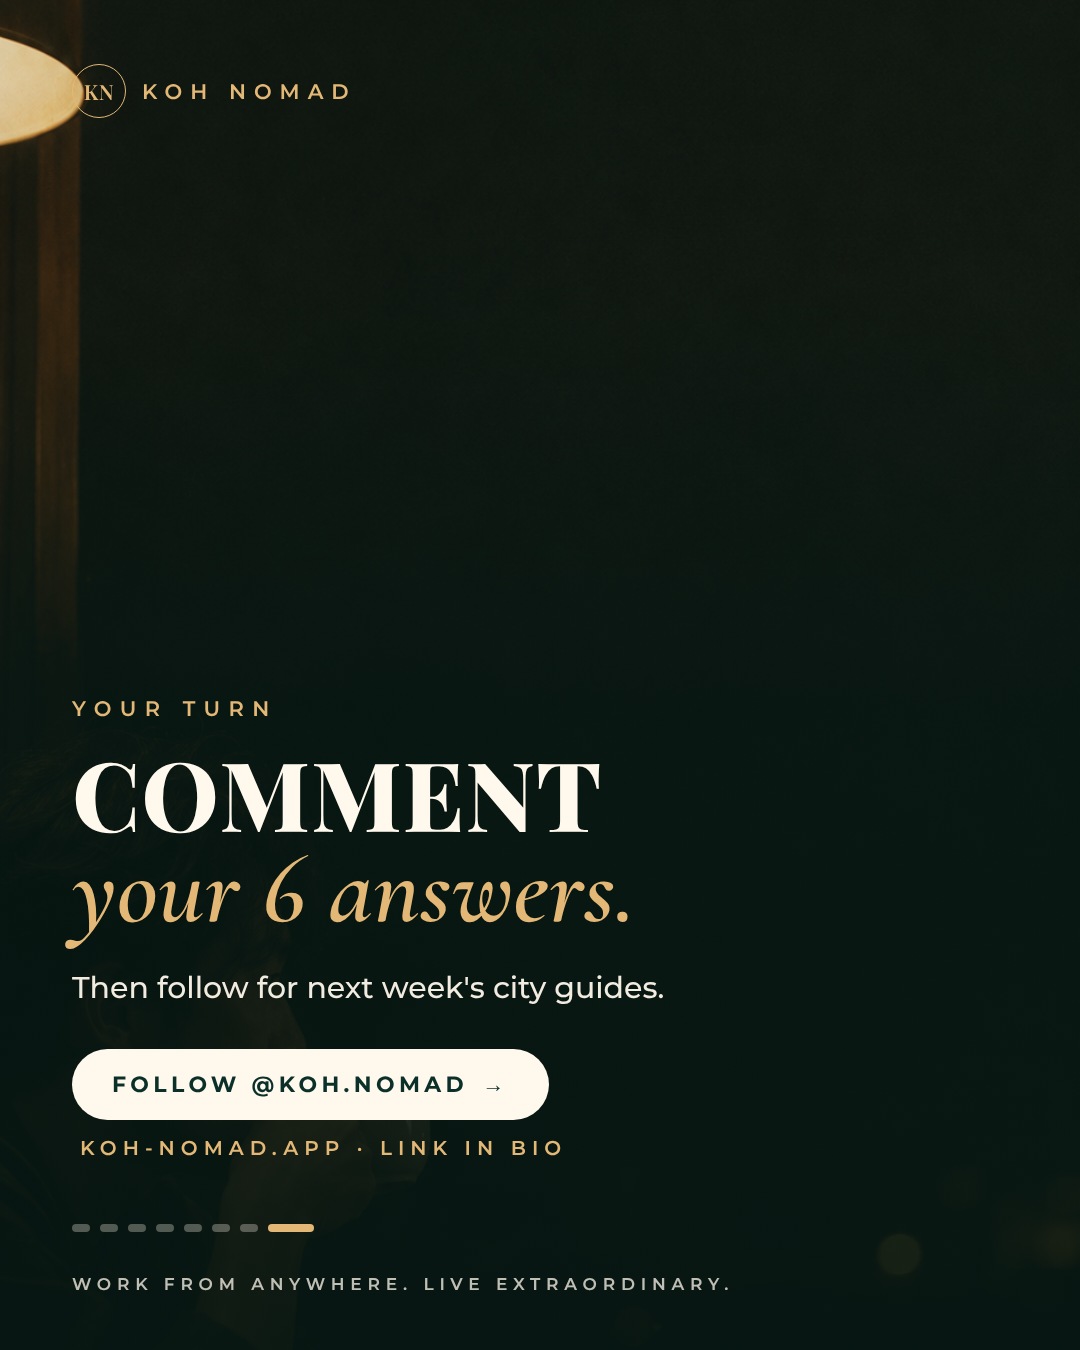 KN KOH NOMAD
YOUR TURN
COMMENT
your 6 answers.
Then follow for next week's city guides.
FOLLOW @KOH.NOMAD →
KOH-NOMAD.APP · LINK IN BIO
WORK FROM ANYWHERE. LIVE EXTRAORDINARY.